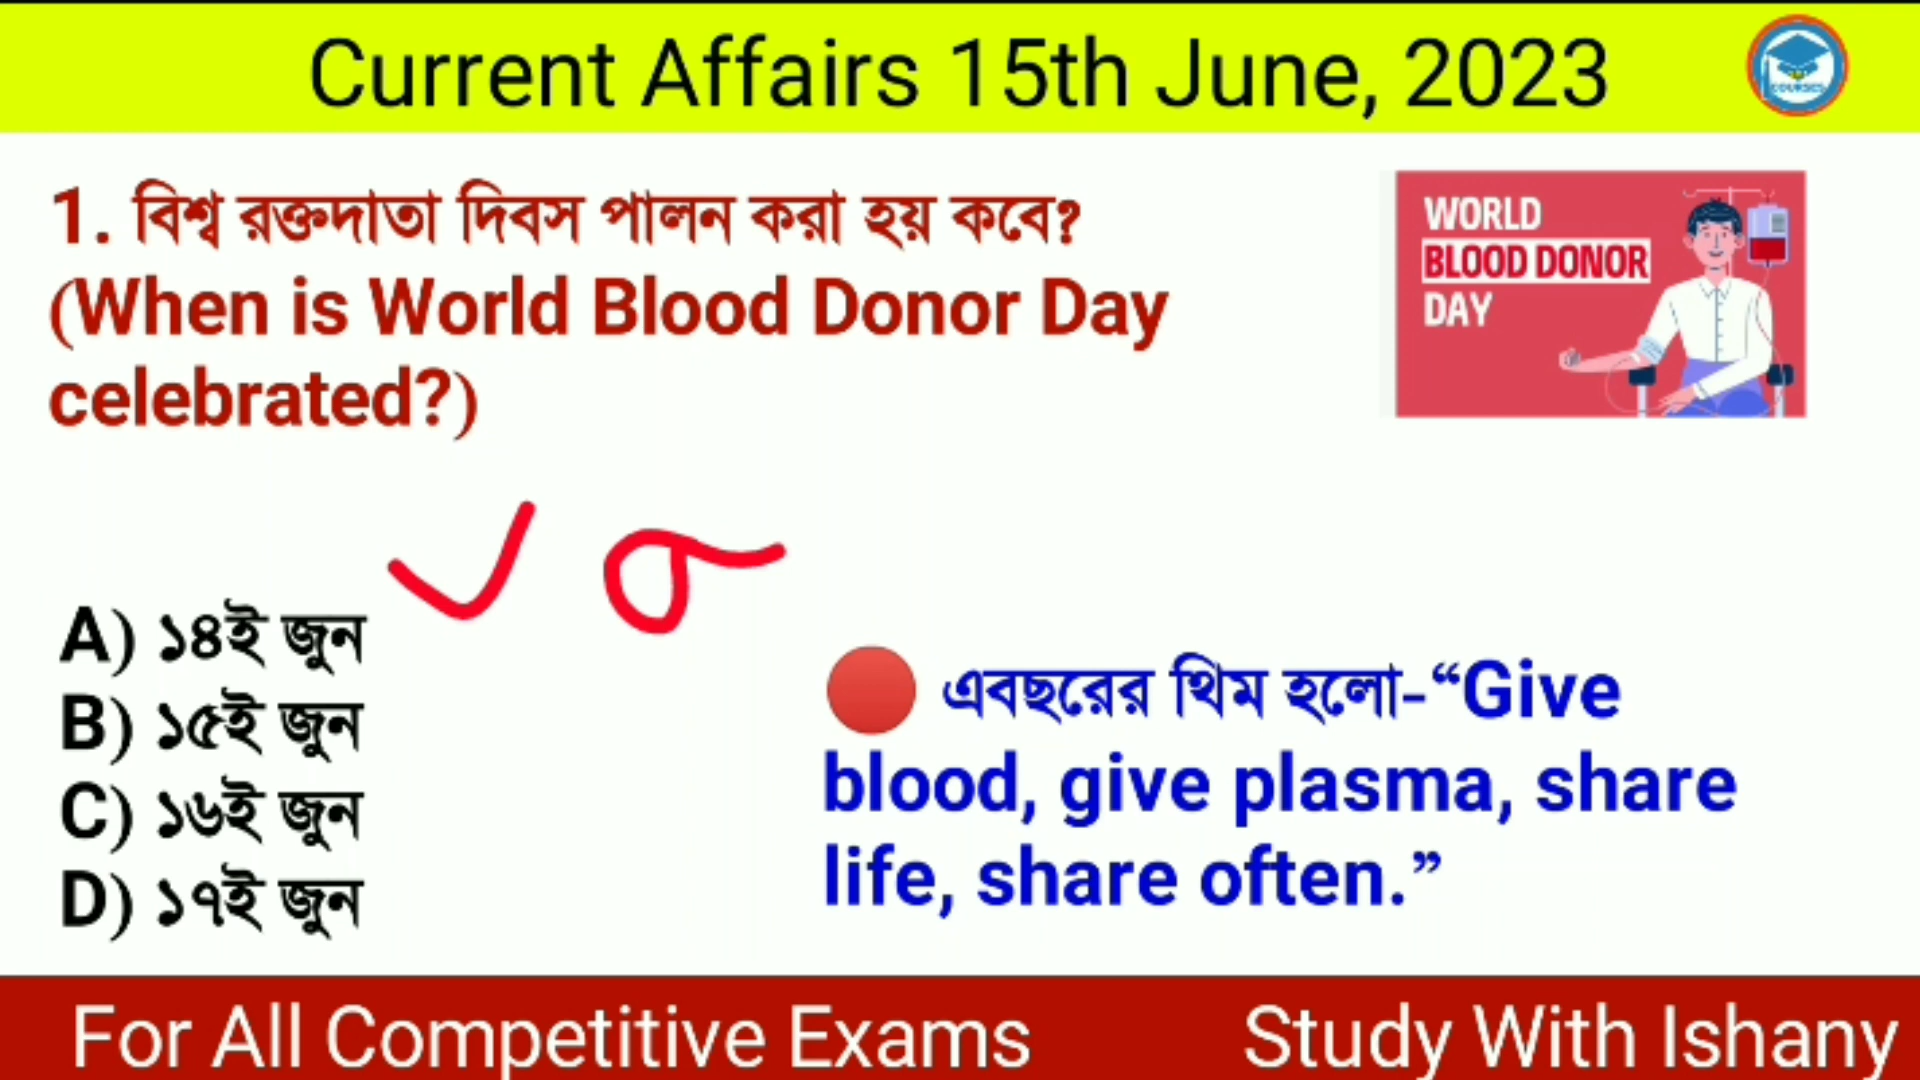 Current Affairs 15th June, 2023
COURSES
1. বিশ্ব রক্তদাতা দিবস পালন করা হয় কবে?
(When is World Blood Donor Day
celebrated?)
WORLD
BLOOD DONOR
DAY
A) ১৪ই জুন
B) ১৫ই জুন
C) ১৬ই জুন
D) ১৭ই জুন
এবছরের থিম হলো-“Give
blood, give plasma, share
life, share often.”
For All Competitive Exams
Study With Ishany